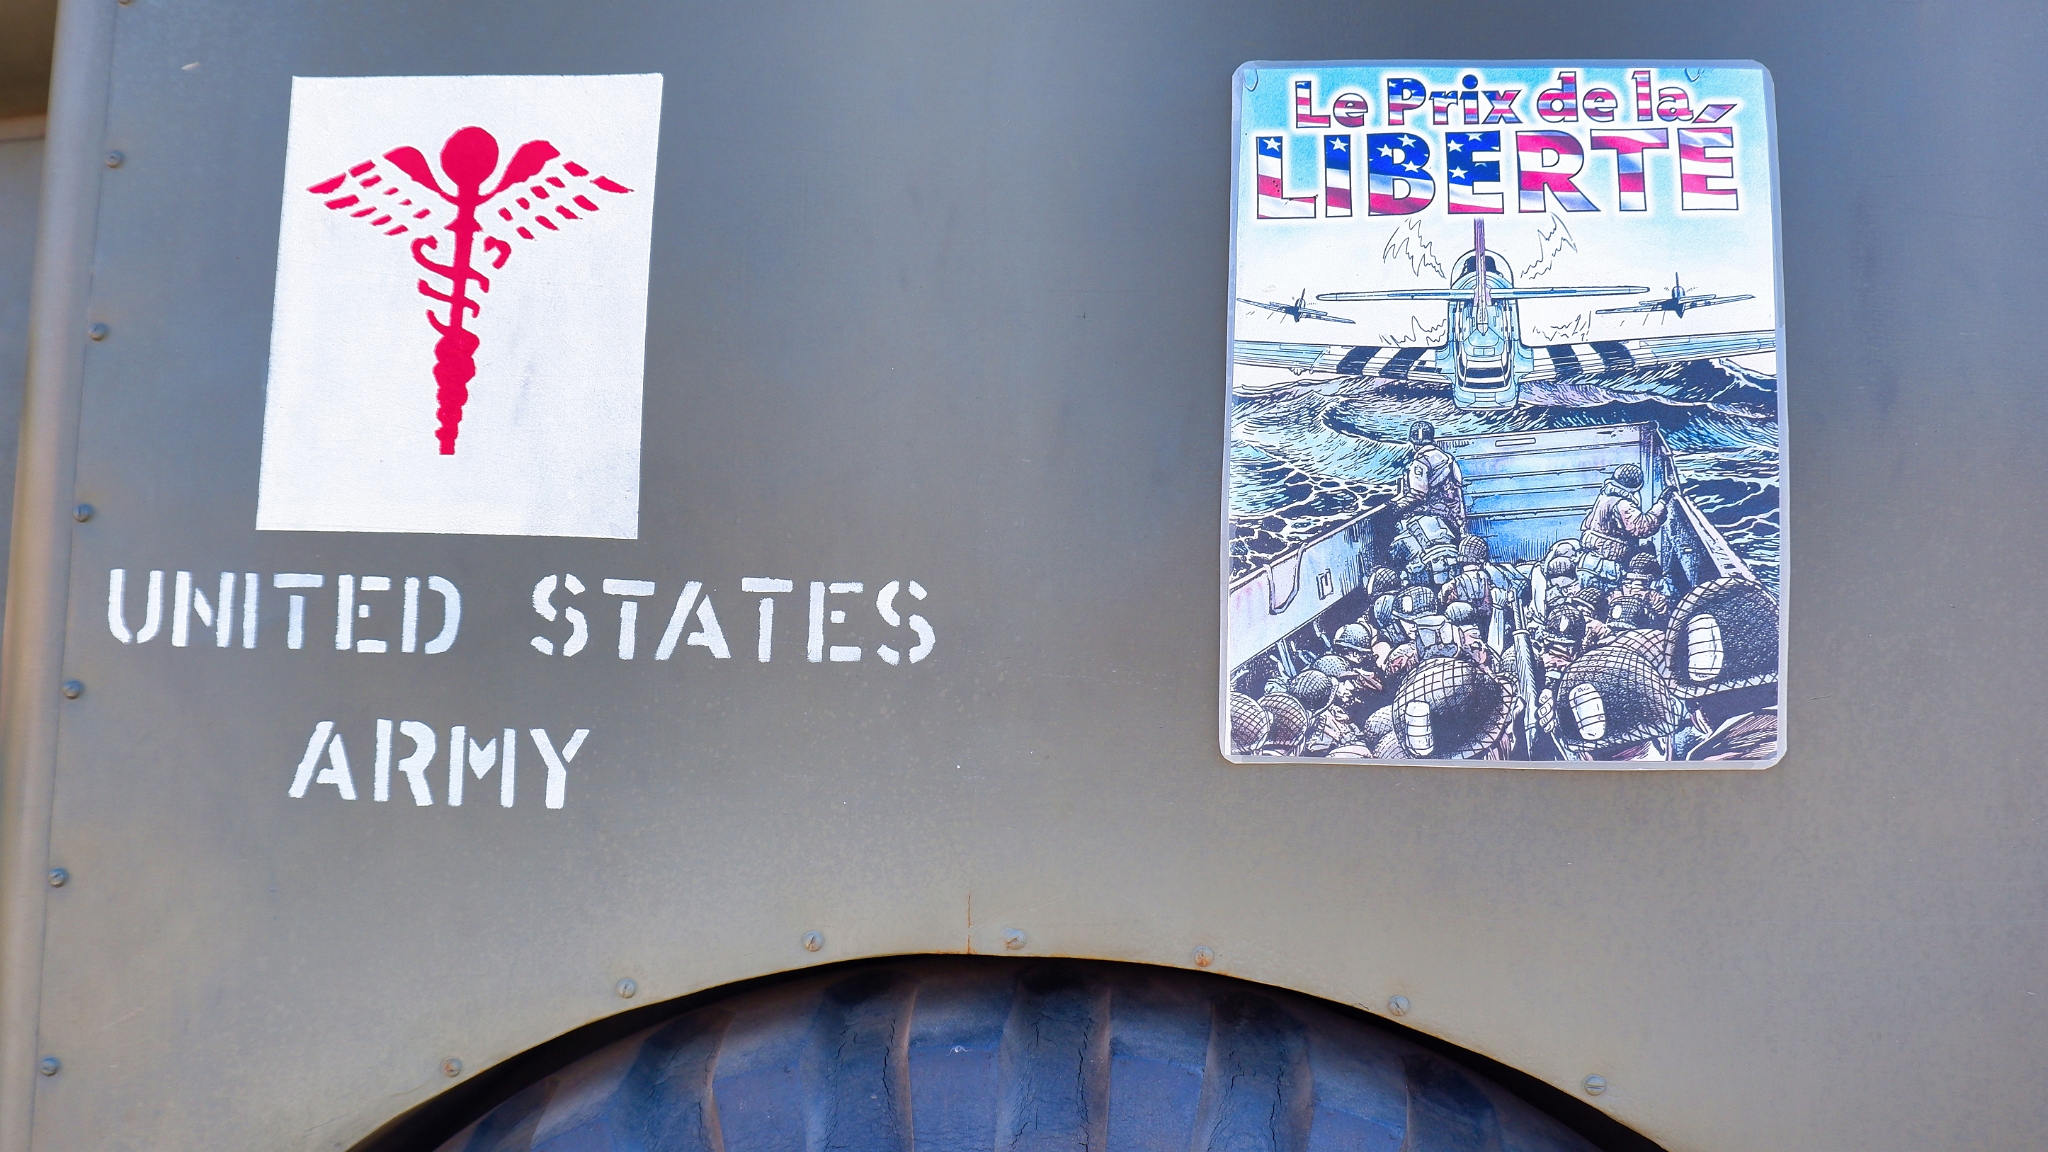 UNITED STATES
ARMY
Le Prix de la
LIBERTÉ